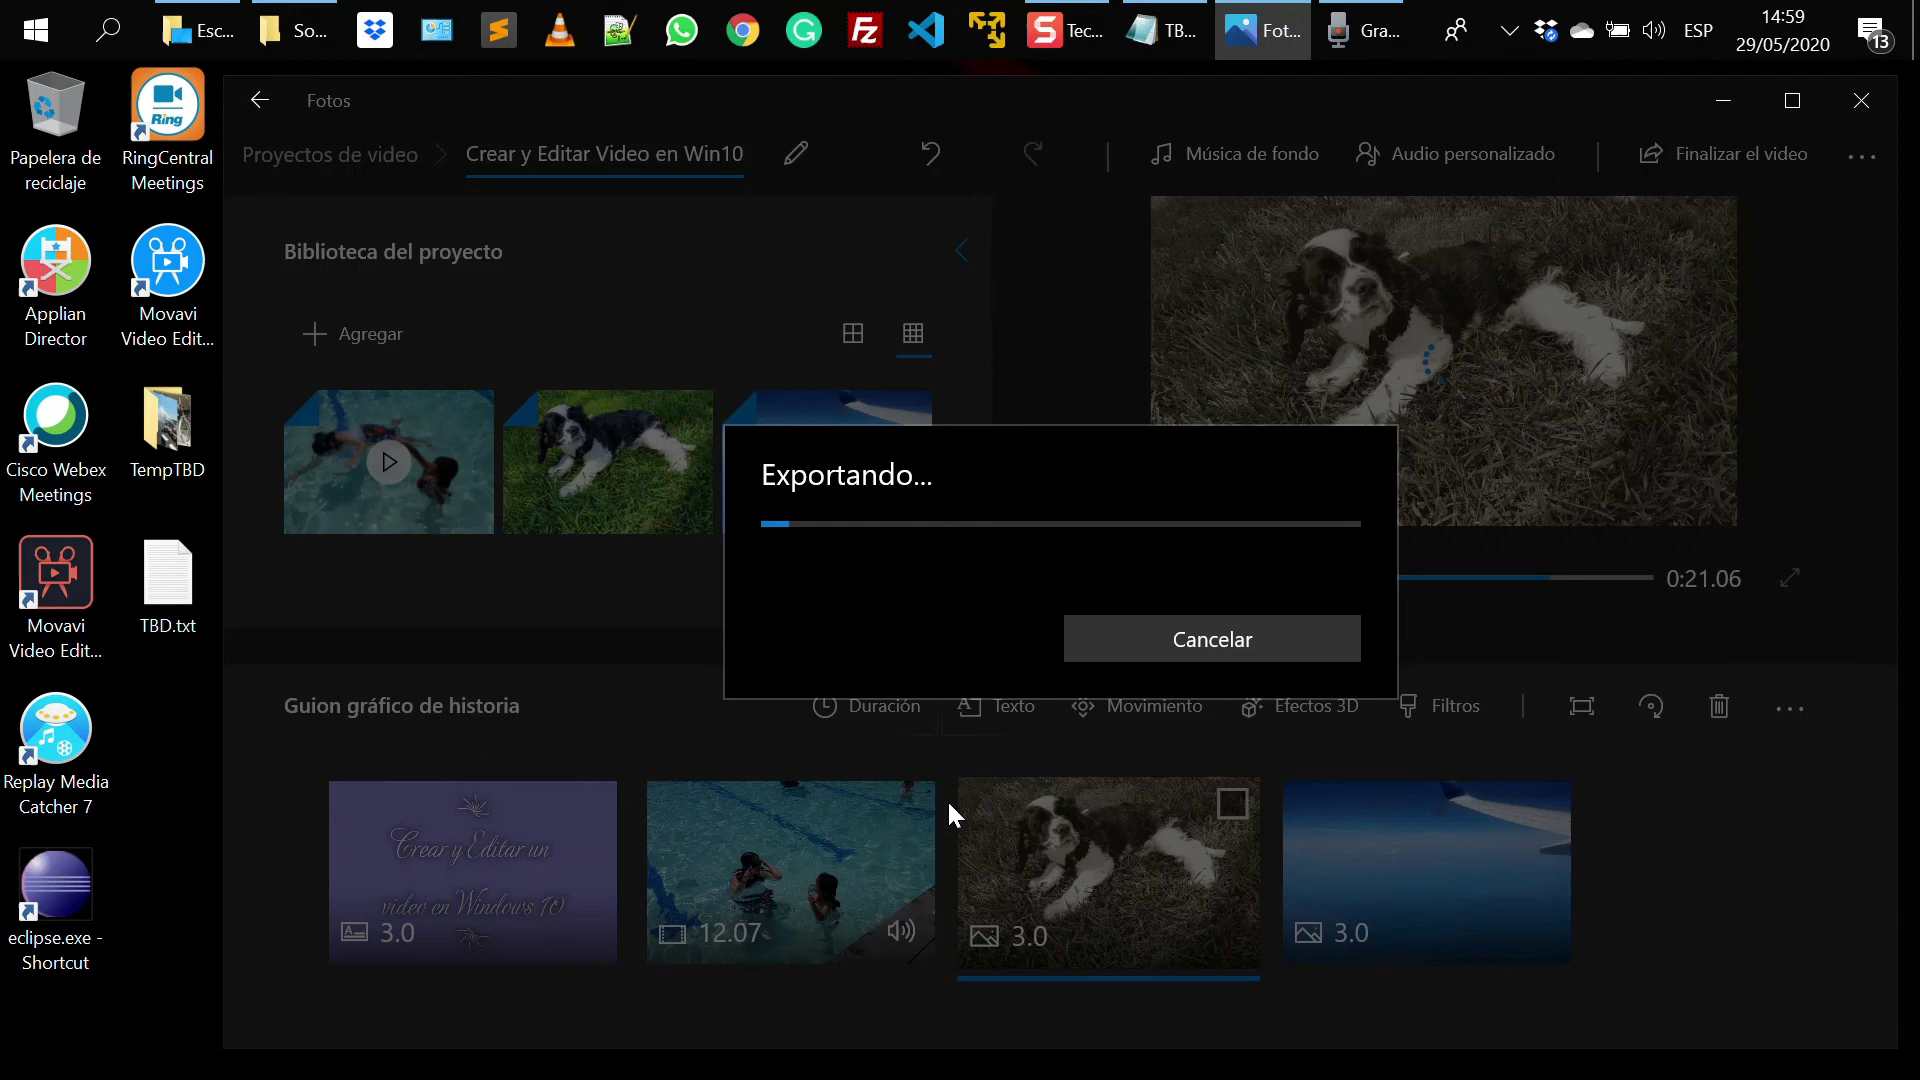 Esc...
So...
Tec...
TB...
Fot...
Gra...
ESP
14:59
29/05/2020
13
Papelera de
reciclaje
Ring
RingCentral
Meetings
Applian
Director
Movavi
Video Edit...
Cisco Webex
Meetings
TempTBD
Movavi
Video Edit...
TBD.txt
Replay Media
Catcher 7
eclipse.exe -
Shortcut
Fotos
Proyectos de video
Crear y Editar Video en Win10
Música de fondo
Audio personalizado
Finalizar el video
Biblioteca del proyecto
Agregar
Exportando...
Cancelar
0:21.06
Guion gráfico de historia
Duración
Texto
Movimiento
Efectos 3D
Filtros
Crear y Editar un
video en Windows 10
3.0
12.07
3.0
3.0